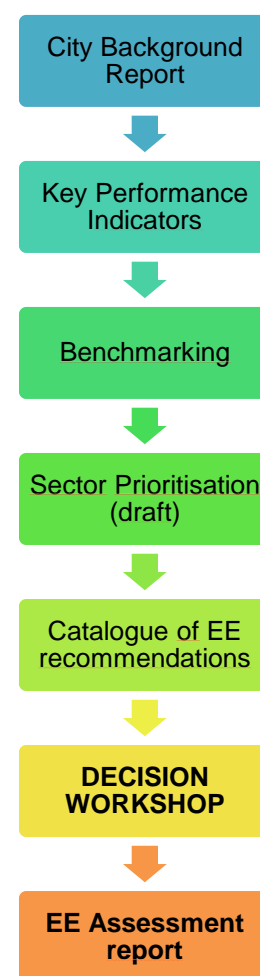 City Background
Report
Key Performance
Indicators
Benchmarking
Sector Prioritisation
(draft)
Catalogue of EE
recommendations
DECISION
WORKSHOP
EE Assessment
report